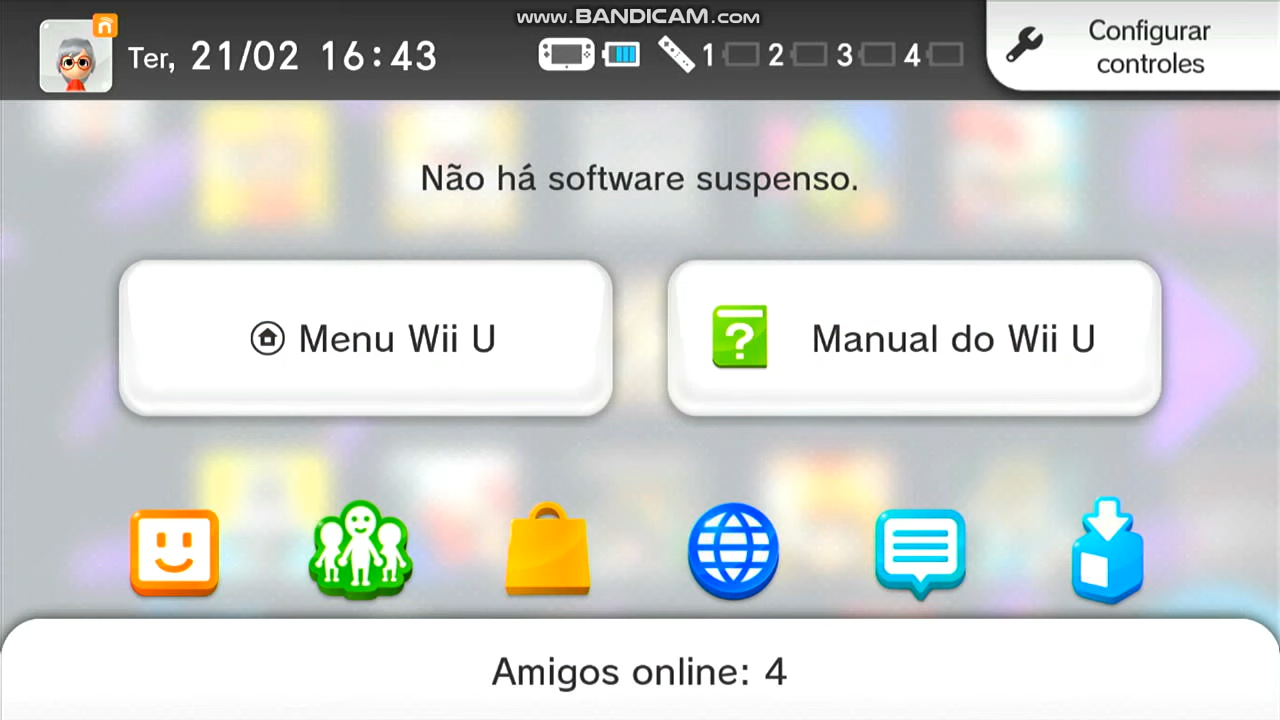 www.BANDICAM.com
Ter, 21/02 16:43
1 2 3 4
Configurar
controles
Não há software suspenso.
Menu Wii U
? Manual do Wii U
Amigos online: 4